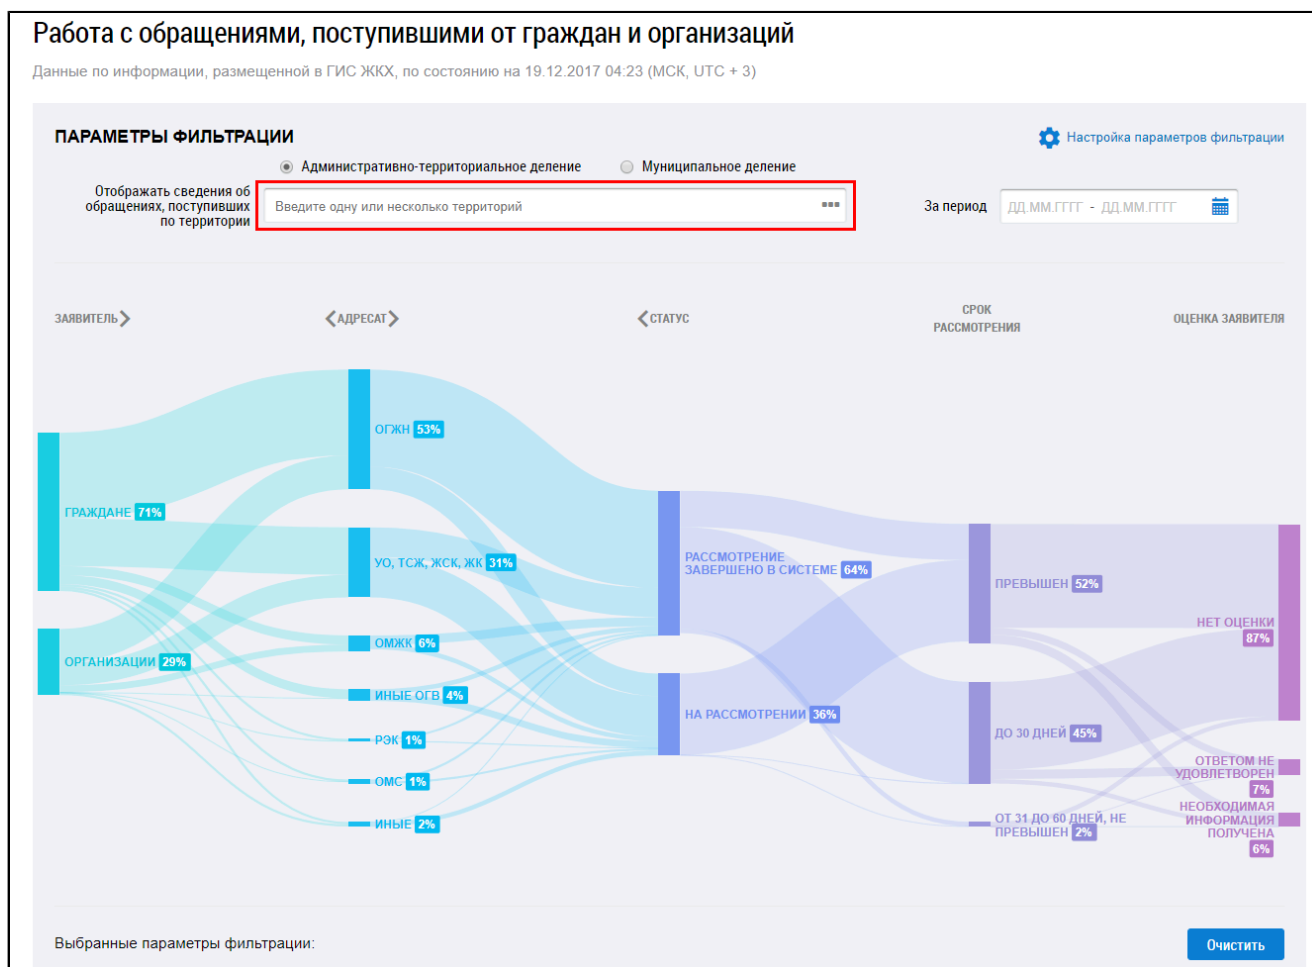 Работа с обращениями, поступившими от граждан и организаций
Данные по информации, размещенной в ГИС ЖКХ, по состоянию на 19.12.2017 04:23 (МСК, UTC + 3)
ПАРАМЕТРЫ ФИЛЬТРАЦИИ
Настройка параметров фильтрации
Административно-территориальное деление
Муниципальное деление
Отображать сведения об
обращениях, поступивших
по территории
Введите одну или несколько территорий
За период
ДД.ММ.ГГГГ - ДД.ММ.ГГГГ
ЗАЯВИТЕЛЬ
АДРЕСАТ
СТАТУС
СРОК
РАССМОТРЕНИЯ
ОЦЕНКА ЗАЯВИТЕЛЯ
ГРАЖДАНЕ 71%
ОРГАНИЗАЦИИ 29%
ОГЖН 53%
УО, ТСЖ, ЖСК, ЖК 31%
ОМЖК 6%
ИНЫЕ ОГВ 4%
РЭК 1%
ОМС 1%
ИНЫЕ 2%
РАССМОТРЕНИЕ
ЗАВЕРШЕНО В СИСТЕМЕ 64%
НА РАССМОТРЕНИИ 36%
ПРЕВЫШЕН 52%
ДО 30 ДНЕЙ 45%
ОТ 31 ДО 60 ДНЕЙ, НЕ
ПРЕВЫШЕН 2%
НЕТ ОЦЕНКИ
87%
ОТВЕТОМ НЕ
УДОВЛЕТВОРЕН
7%
НЕОБХОДИМАЯ
ИНФОРМАЦИЯ
ПОЛУЧЕНА
6%
Выбранные параметры фильтрации:
Очистить